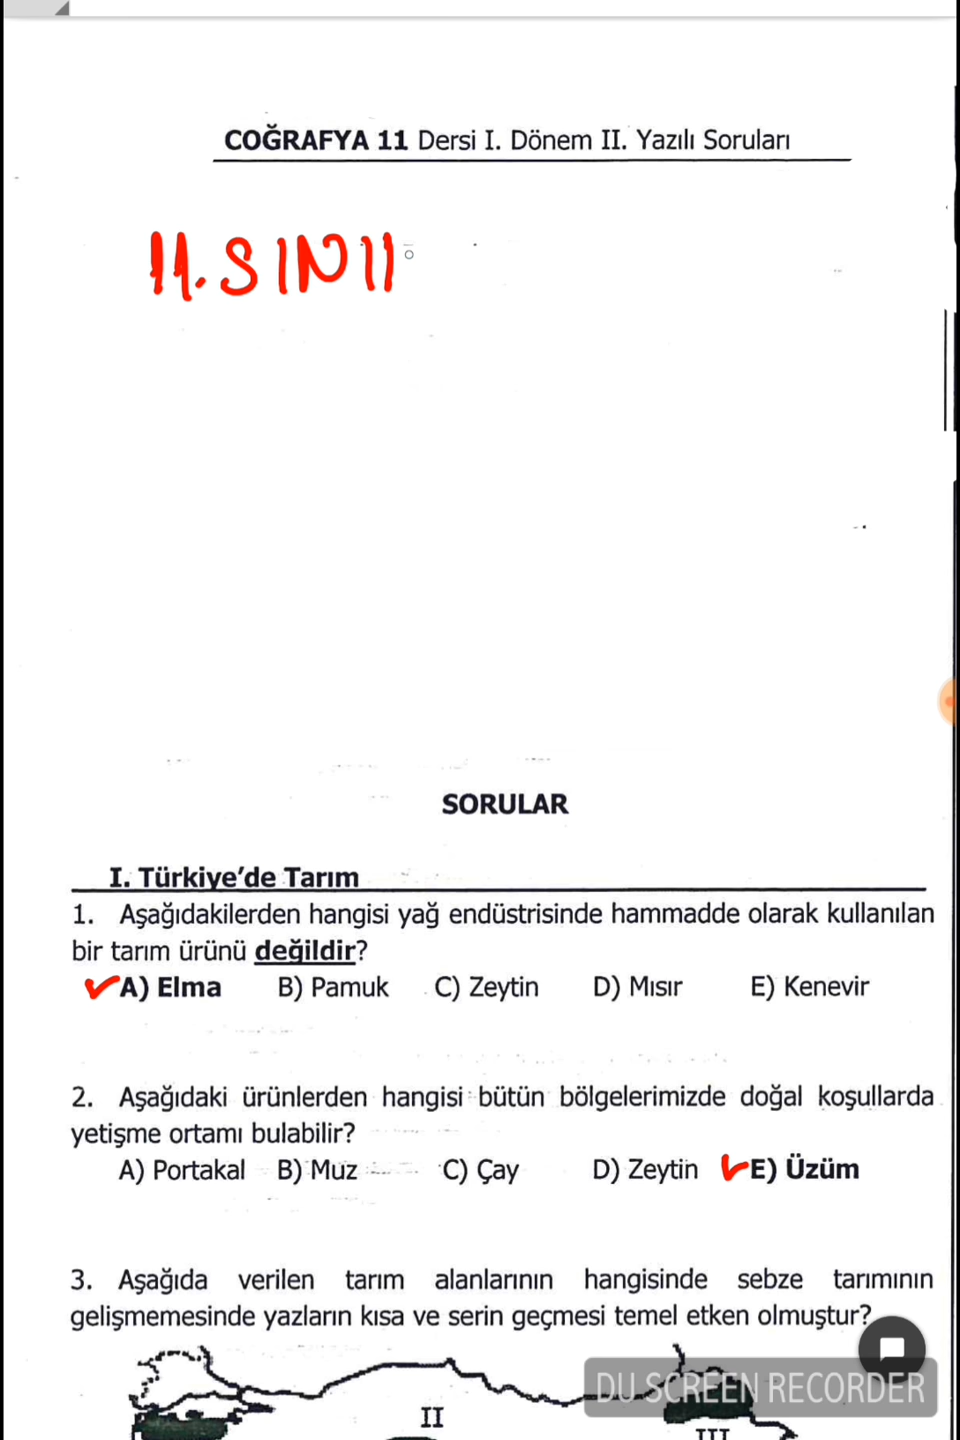 COĞRAFYA 11 Dersi I. Dönem II. Yazılı Soruları
11.SINII
SORULAR
I. Türkiye'de Tarım
1. Aşağıdakilerden hangisi yağ endüstrisinde hammadde olarak kullanılan
bir tarım ürünü değildir?
A) Elma B) Pamuk C) Zeytin D) Mısır E) Kenevir
2. Aşağıdaki ürünlerden hangisi bütün bölgelerimizde doğal koşullarda
yetişme ortamı bulabilir?
A) Portakal B) Muz C) Çay D) Zeytin E) Üzüm
3. Aşağıda verilen tarım alanlarının hangisinde sebze tarımının
gelişmemesinde yazların kısa ve serin geçmesi temel etken olmuştur?
DU SCREEN RECORDER
II
III